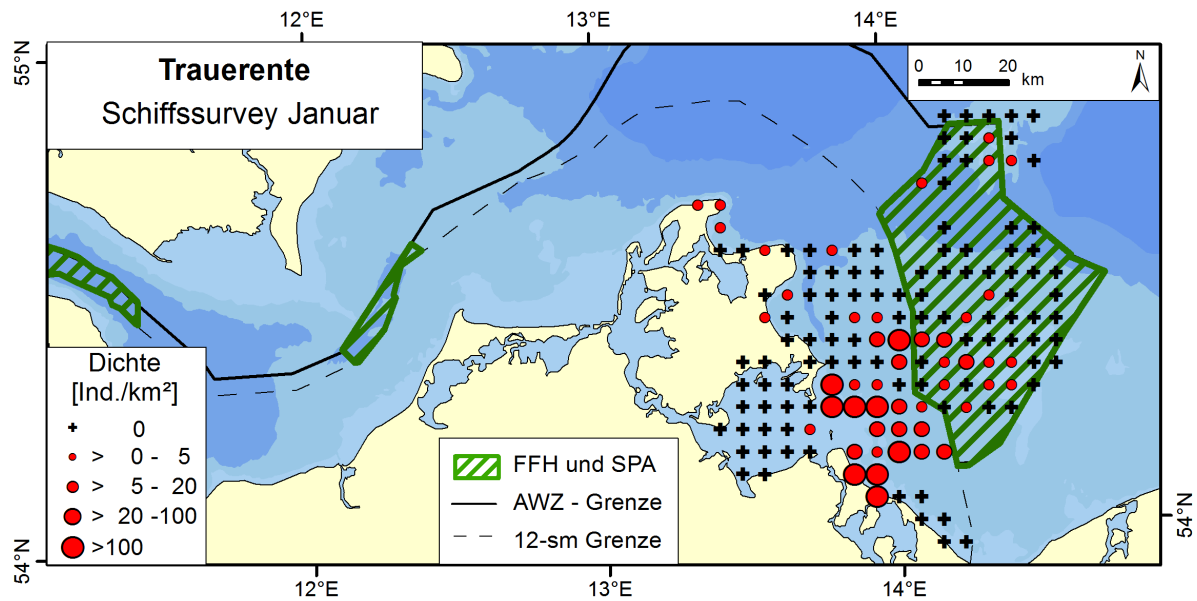 12°E 13°E 14°E
55°N
Trauerente
Schiffssurvey Januar
0 10 20
km
N
Dichte
[Ind./km²]
0
> 0 - 5
> 5 - 20
> 20 -100
>100
FFH und SPA
AWZ - Grenze
12-sm Grenze
54°N
54°N
12°E 13°E 14°E